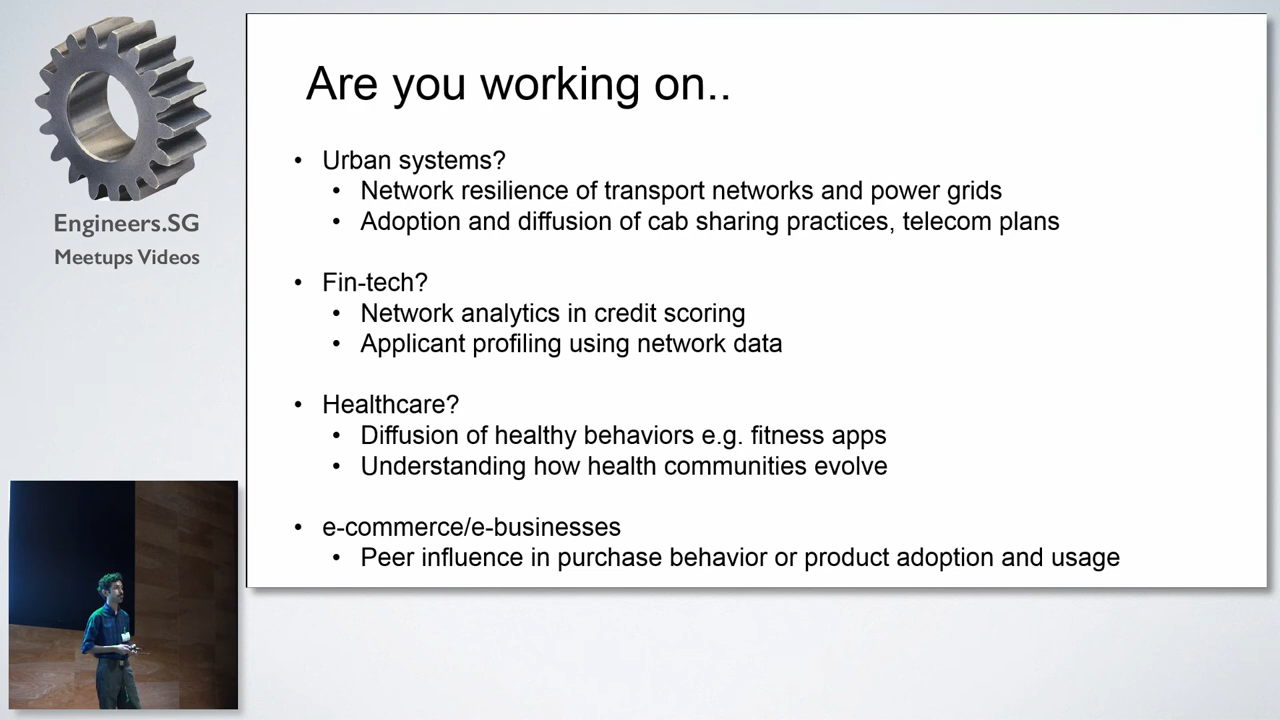 Engineers.SG
Meetups Videos
Are you working on..
• Urban systems?
• Network resilience of transport networks and power grids
• Adoption and diffusion of cab sharing practices, telecom plans
• Fin-tech?
• Network analytics in credit scoring
• Applicant profiling using network data
• Healthcare?
• Diffusion of healthy behaviors e.g. fitness apps
• Understanding how health communities evolve
• e-commerce/e-businesses
• Peer influence in purchase behavior or product adoption and usage